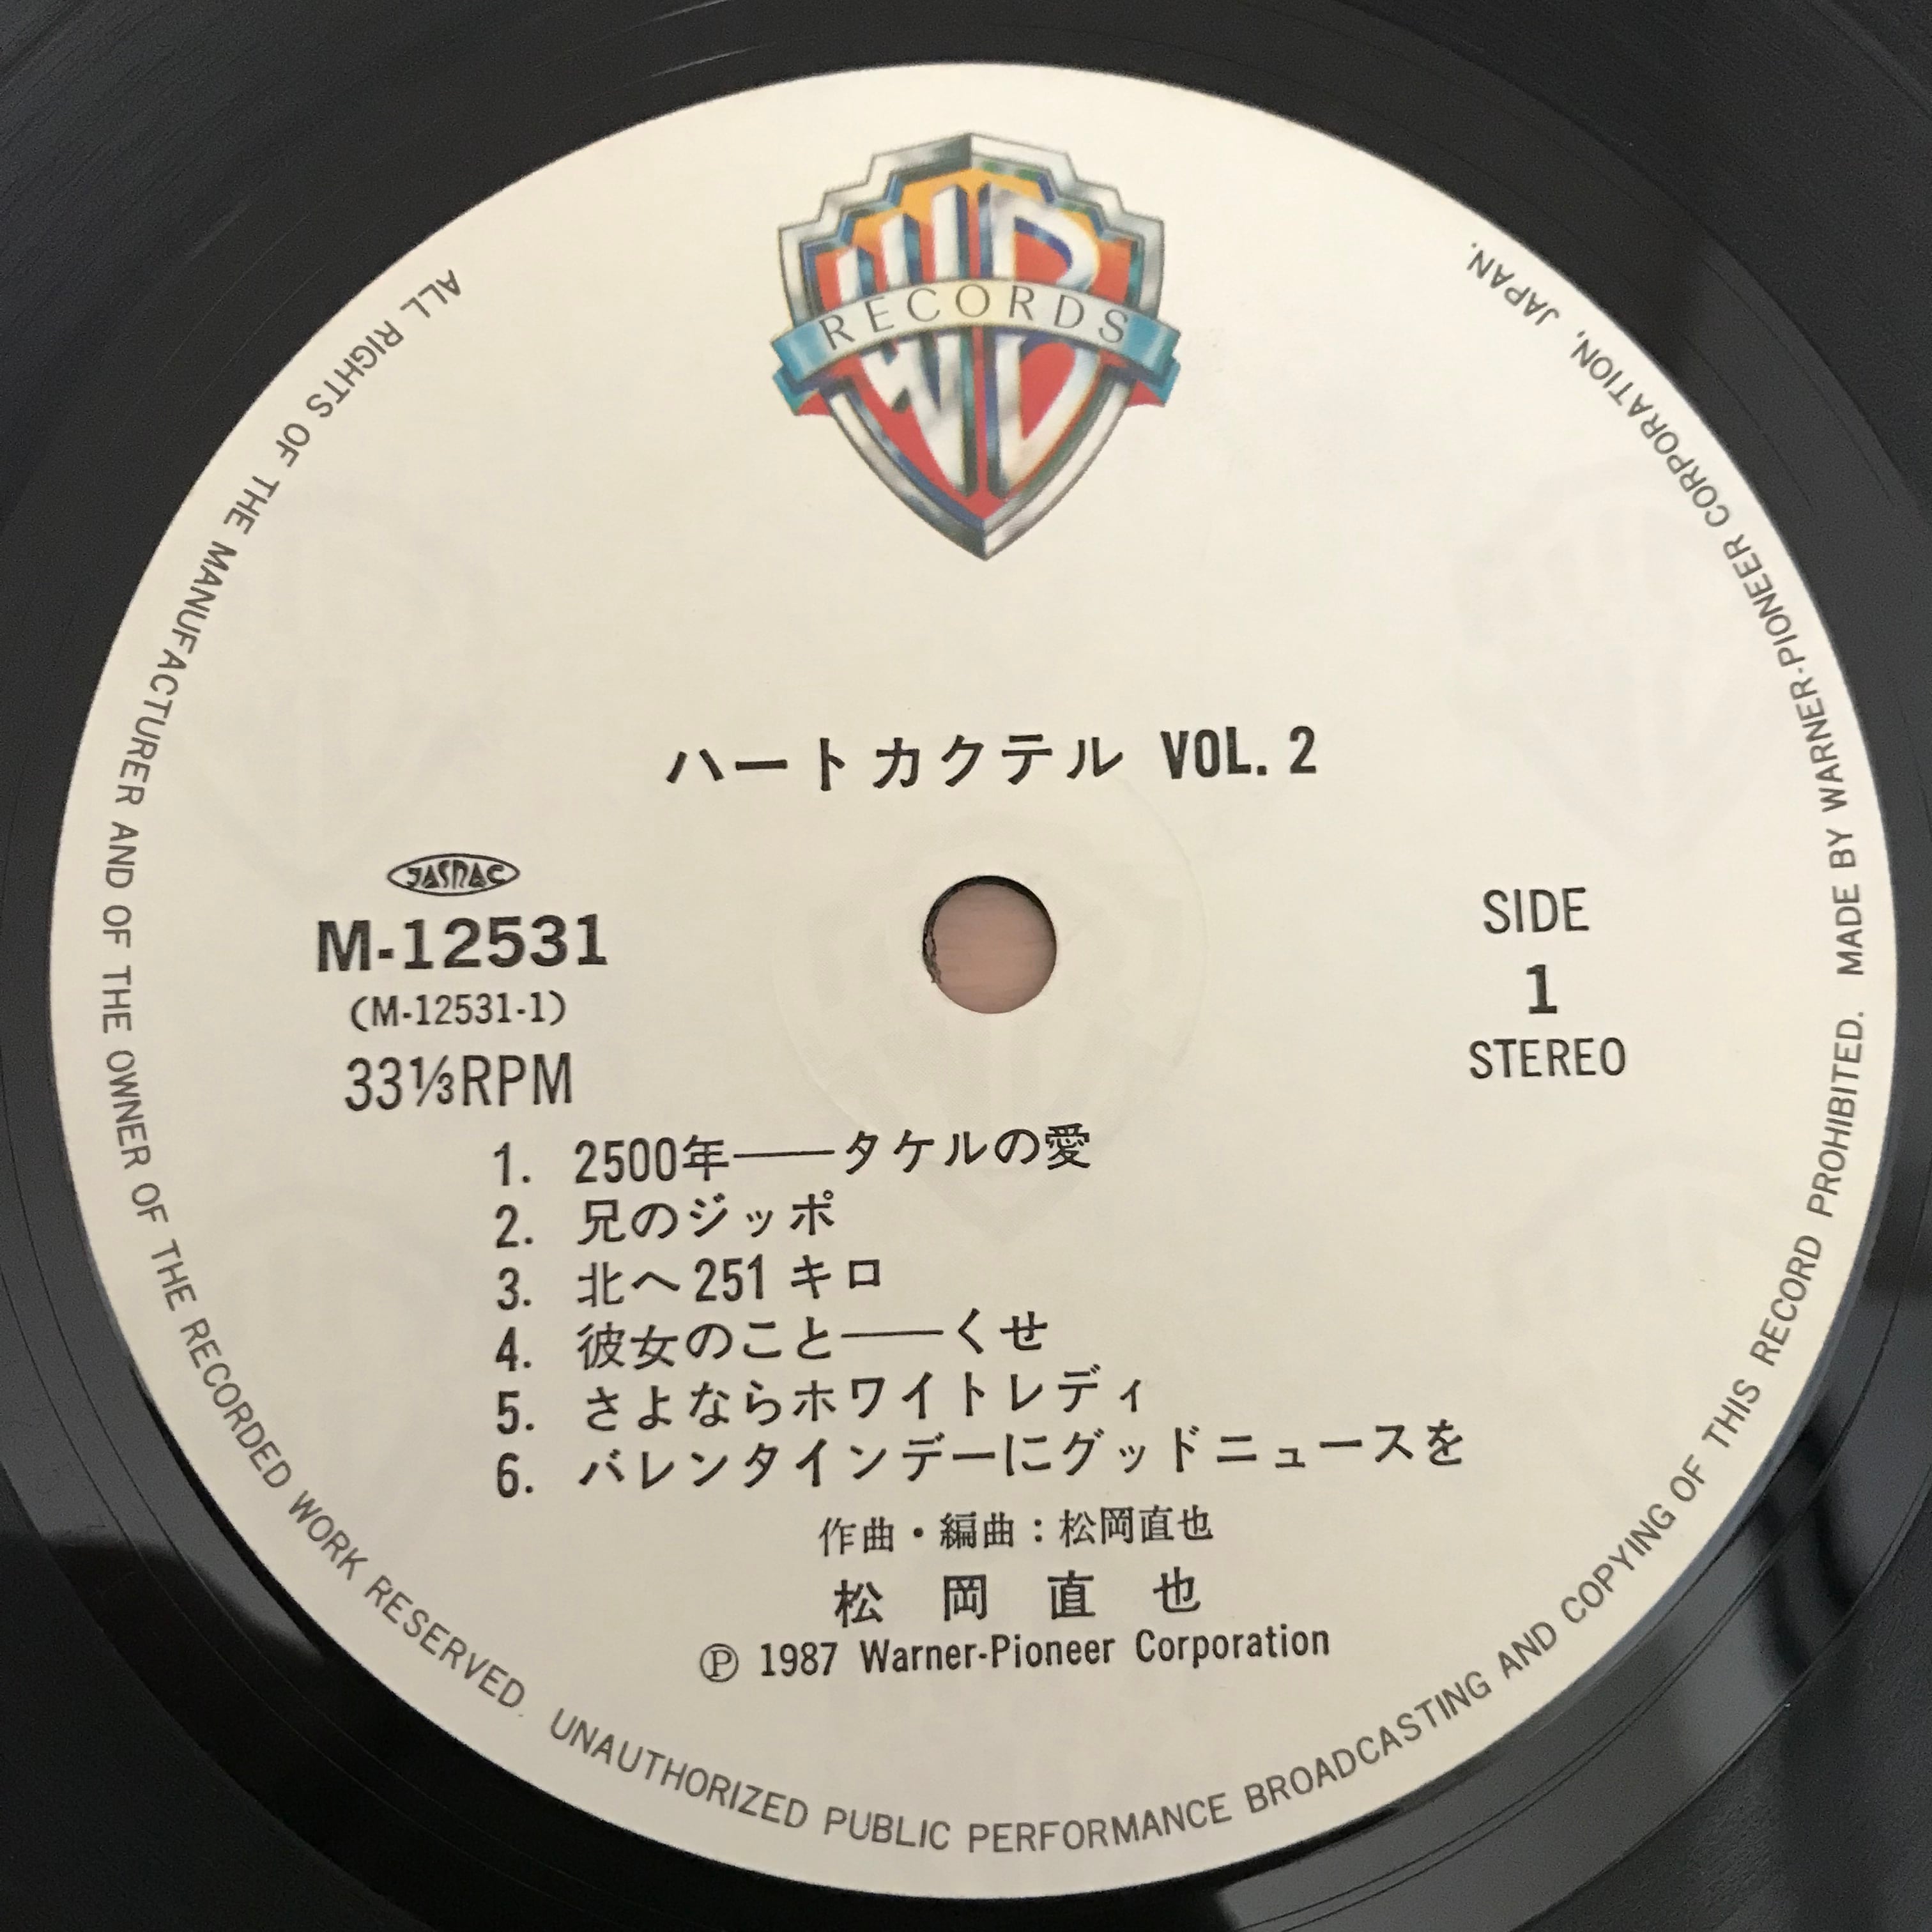 WB
RECORDS
ハートカクテル VOL. 2
JASRAC
M-12531
(M-12531-1)
33⅓RPM
SIDE
1
STEREO
1. 2500年──タケルの愛
2. 兄のジッポ
3. 北へ251キロ
4. 彼女のこと──くせ
5. さよならホワイトレディ
6. バレンタインデーにグッドニュースを
作曲・編曲：松岡直也
松岡直也
Ⓟ 1987 Warner-Pioneer Corporation
ALL RIGHTS OF THE MANUFACTURER AND OF THE OWNER OF THE RECORDED WORK RESERVED. UNAUTHORIZED PUBLIC PERFORMANCE BROADCASTING AND COPYING OF THIS RECORD PROHIBITED. MADE BY WARNER-PIONEER CORPORATION, JAPAN.